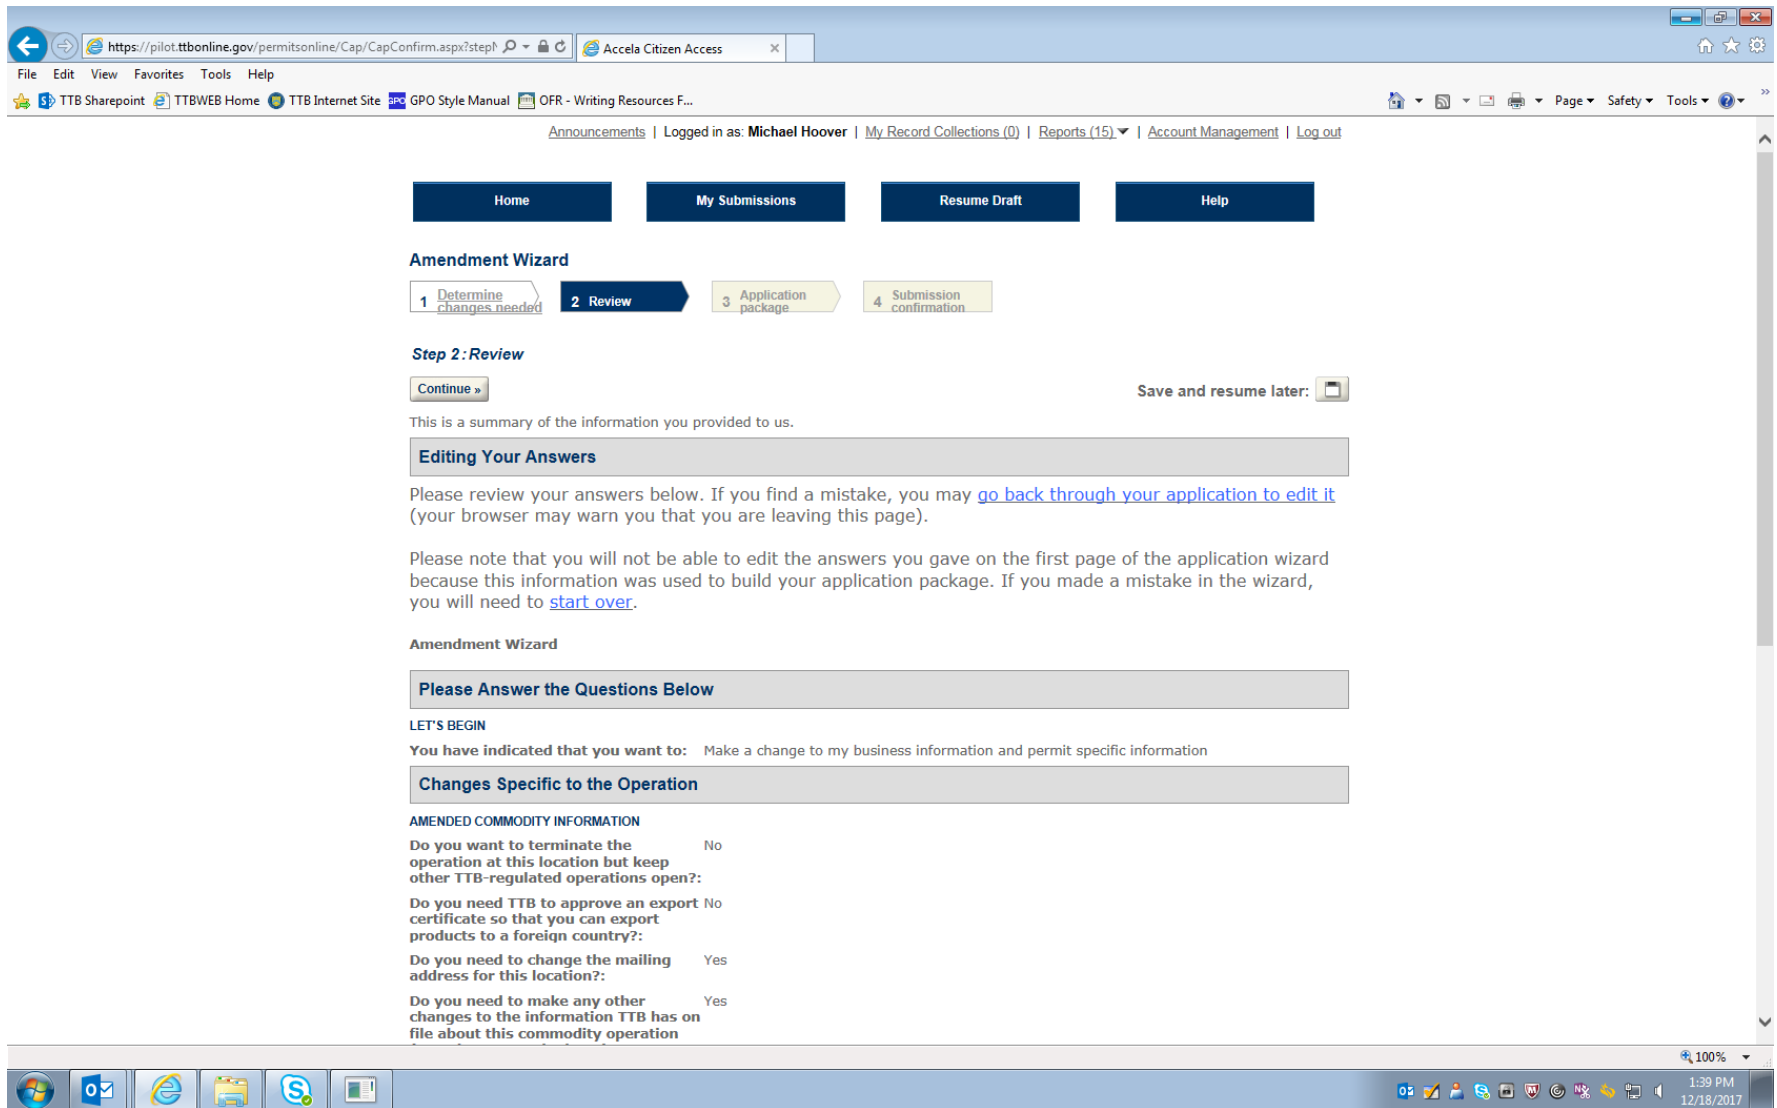 https://pilot.ttbonline.gov/permitsonline/Cap/CapConfirm.aspx?stepN
Accela Citizen Access
File Edit View Favorites Tools Help
TTB Sharepoint TTBWEB Home TTB Internet Site GPO GPO Style Manual OFR - Writing Resources F...
Page Safety Tools
Announcements | Logged in as: Michael Hoover | My Record Collections (0) | Reports (15) | Account Management | Log out
Home My Submissions Resume Draft Help
Amendment Wizard
1 Determine changes needed
2 Review
3 Application package
4 Submission confirmation
Step 2: Review
Continue »
Save and resume later:
This is a summary of the information you provided to us.
Editing Your Answers
Please review your answers below. If you find a mistake, you may go back through your application to edit it
(your browser may warn you that you are leaving this page).
Please note that you will not be able to edit the answers you gave on the first page of the application wizard
because this information was used to build your application package. If you made a mistake in the wizard,
you will need to start over.
Amendment Wizard
Please Answer the Questions Below
LET'S BEGIN
You have indicated that you want to: Make a change to my business information and permit specific information
Changes Specific to the Operation
AMENDED COMMODITY INFORMATION
Do you want to terminate the No
operation at this location but keep
other TTB-regulated operations open?:
Do you need TTB to approve an export No
certificate so that you can export
products to a foreign country?:
Do you need to change the mailing Yes
address for this location?:
Do you need to make any other Yes
changes to the information TTB has on
file about this commodity operation
100%
1:39 PM
12/18/2017